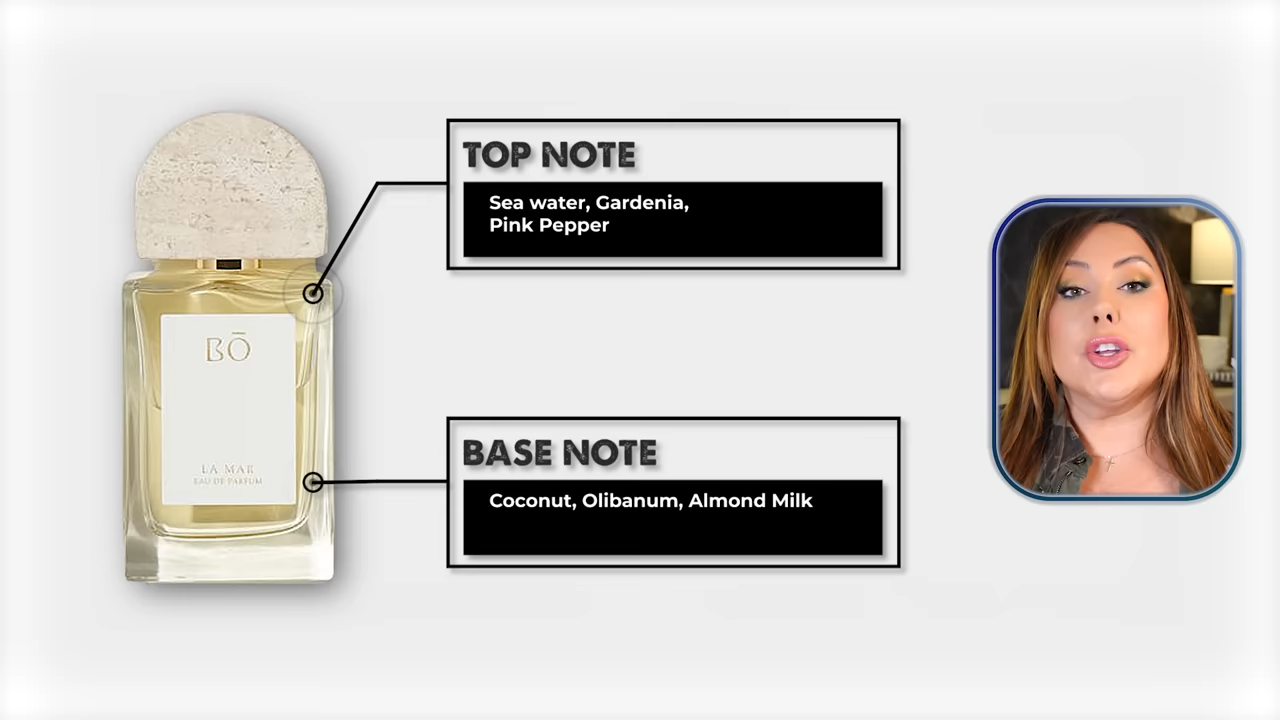 TOP NOTE
Sea water, Gardenia,
Pink Pepper
BŌ
LA MAR
EAU DE PARFUM
BASE NOTE
Coconut, Olibanum, Almond Milk